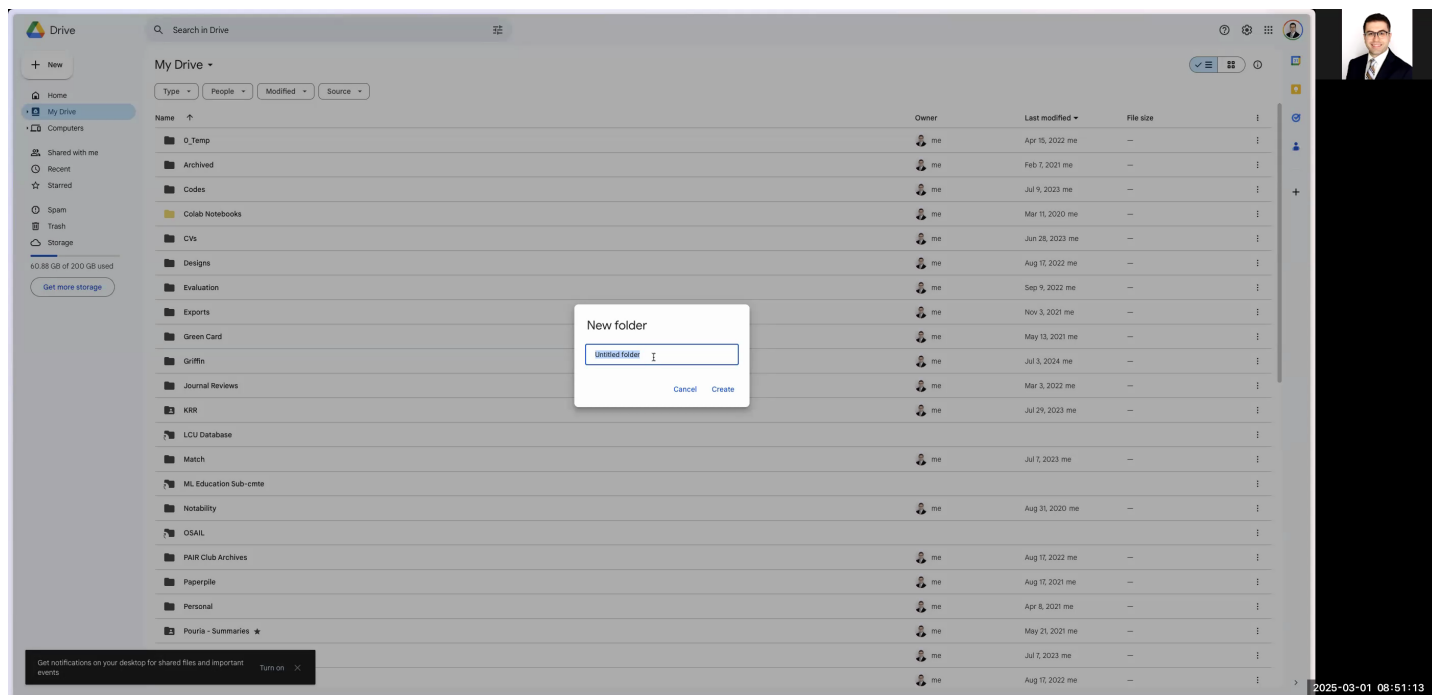 Drive
Search in Drive
New
Home
My Drive
Computers
Shared with me
Recent
Starred
Spam
Trash
Storage
60.88 GB of 200 GB used
Get more storage
My Drive
Type People Modified Source
Name Owner Last modified File size
0_Temp me Apr 15, 2022 me —
Archived me Feb 7, 2021 me —
Codes me Jul 9, 2023 me —
Colab Notebooks me Mar 11, 2020 me —
CVs me Jun 28, 2023 me —
Designs me Aug 17, 2022 me —
Evaluation me Sep 9, 2022 me —
Exports me Nov 3, 2021 me —
Green Card me May 13, 2021 me —
Griffin me Jul 3, 2024 me —
Journal Reviews me Mar 3, 2022 me —
KRR me Jul 29, 2023 me —
LCU Database
Match me Jul 7, 2023 me —
ML Education Sub-cmte
Notability me Aug 31, 2020 me —
OSAIL
PAIR Club Archives me Aug 17, 2022 me —
Paperpile me Aug 17, 2021 me —
Personal me Apr 8, 2021 me —
Pouria - Summaries me May 21, 2021 me —
me Jul 7, 2023 me —
me Aug 17, 2022 me —
New folder
Untitled folder
Cancel Create
Get notifications on your desktop for shared files and important
events
Turn on
2025-03-01 08:51:13